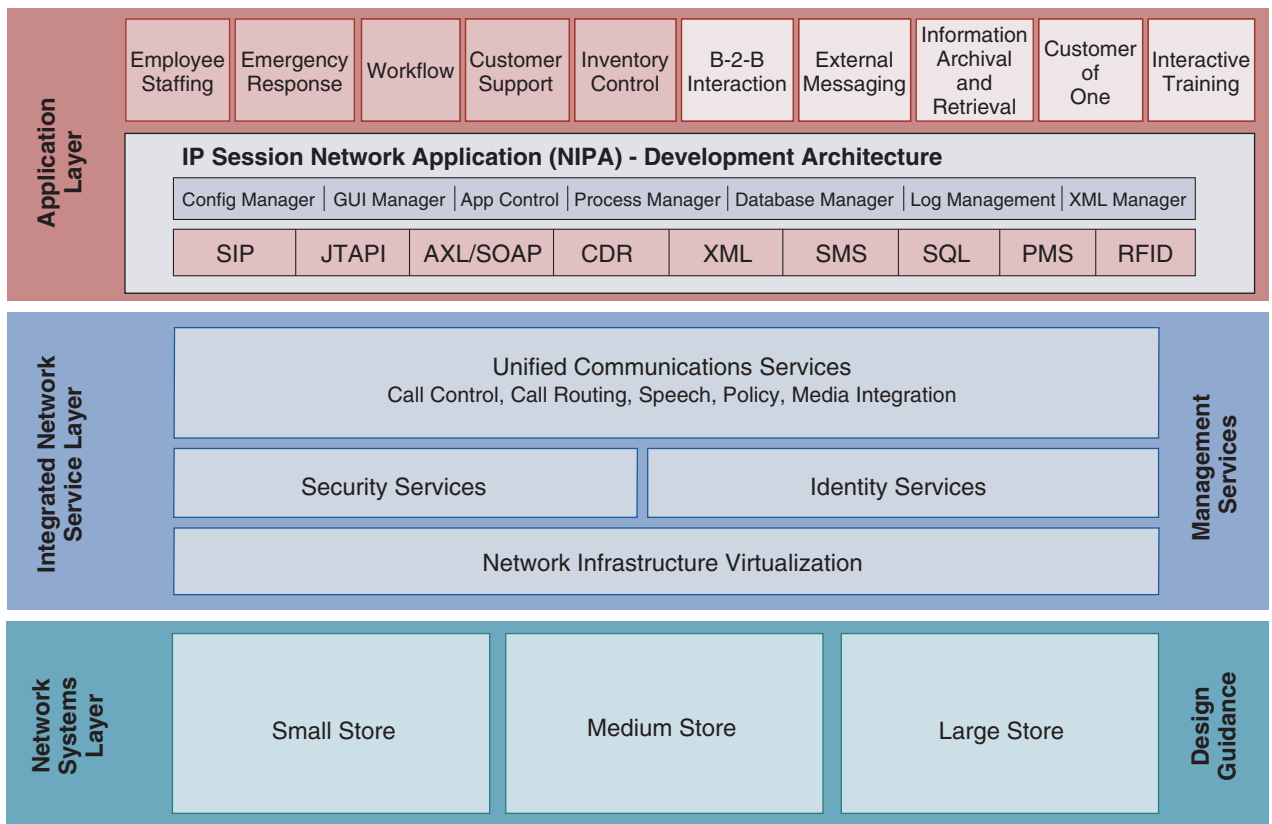 Application
Layer
Employee
Staffing
Emergency
Response
Workflow
Customer
Support
Inventory
Control
B-2-B
Interaction
External
Messaging
Information
Archival
and
Retrieval
Customer
of
One
Interactive
Training
IP Session Network Application (NIPA) - Development Architecture
Config Manager | GUI Manager | App Control | Process Manager | Database Manager | Log Management | XML Manager
SIP
JTAPI
AXL/SOAP
CDR
XML
SMS
SQL
PMS
RFID
Integrated Network
Service Layer
Unified Communications Services
Call Control, Call Routing, Speech, Policy, Media Integration
Security Services
Identity Services
Network Infrastructure Virtualization
Management
Services
Network
Systems
Layer
Small Store
Medium Store
Large Store
Design
Guidance